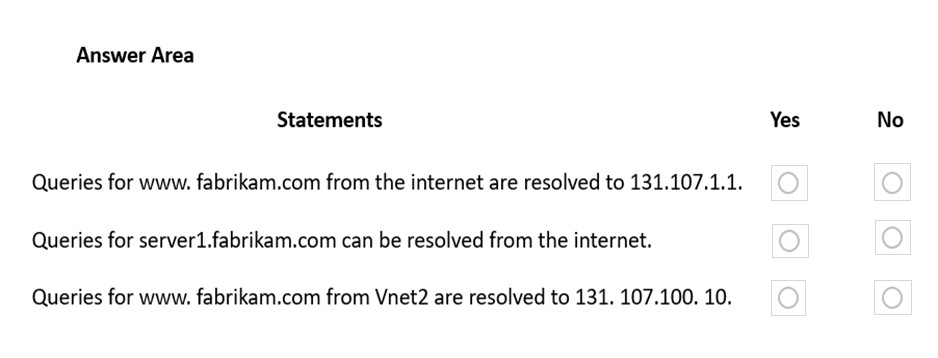 Answer Area
Statements Yes No
Queries for www. fabrikam.com from the internet are resolved to 131.107.1.1.
Queries for server1.fabrikam.com can be resolved from the internet.
Queries for www. fabrikam.com from Vnet2 are resolved to 131. 107.100. 10.